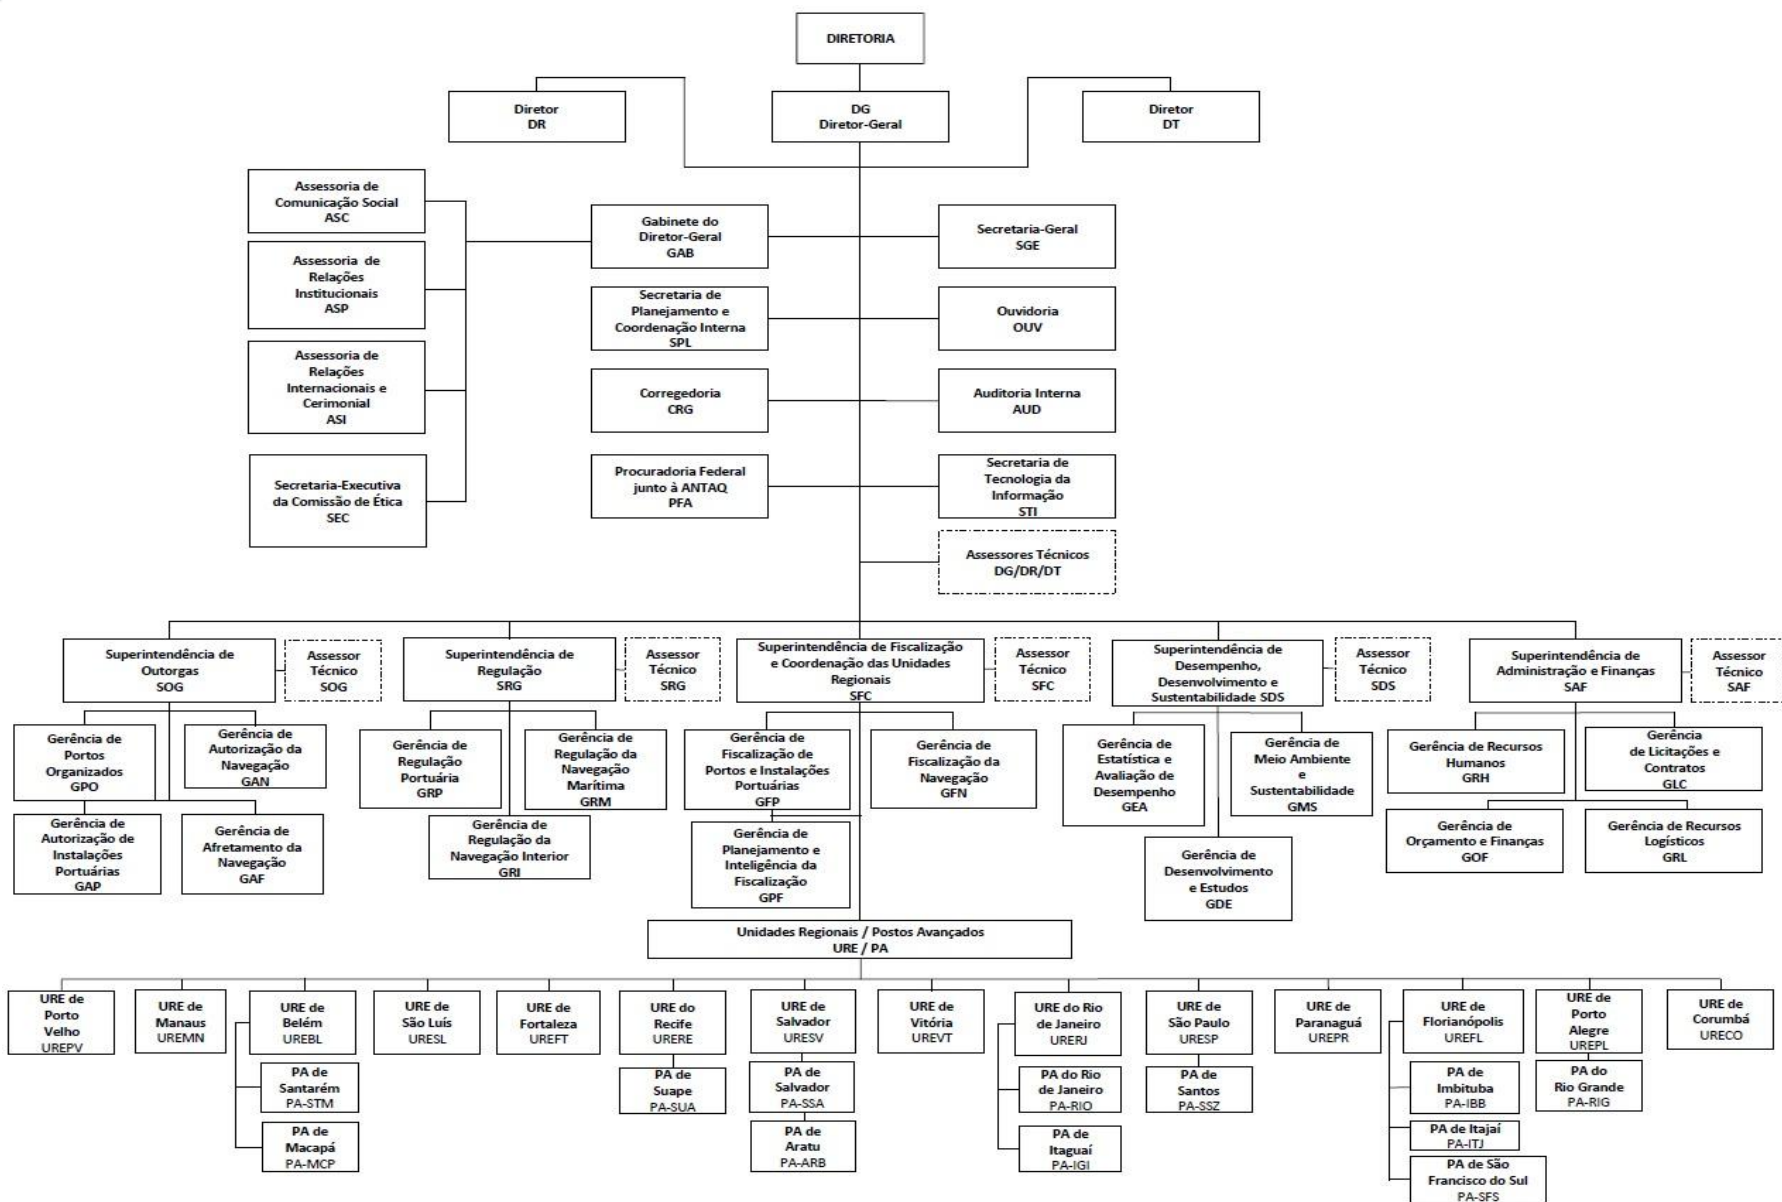 DIRETORIA
Diretor
DR
DG
Diretor-Geral
Diretor
DT
Assessoria de
Comunicação Social
ASC
Assessoria de
Relações
Institucionais
ASP
Assessoria de
Relações
Internacionais e
Cerimonial
ASI
Secretaria-Executiva
da Comissão de Ética
SEC
Gabinete do
Diretor-Geral
GAB
Secretaria-Geral
SGE
Secretaria de
Planejamento e
Coordenação Interna
SPL
Ouvidoria
OUV
Corregedoria
CRG
Auditoria Interna
AUD
Procuradoria Federal
junto à ANTAQ
PFA
Secretaria de
Tecnologia da
Informação
STI
Assessores Técnicos
DG/DR/DT
Superintendência de
Outorgas
SOG
Assessor
Técnico
SOG
Superintendência de
Regulação
SRG
Assessor
Técnico
SRG
Superintendência de Fiscalização
e Coordenação das Unidades
Regionais
SFC
Assessor
Técnico
SFC
Superintendência de
Desempenho,
Desenvolvimento e
Sustentabilidade SDS
Assessor
Técnico
SDS
Superintendência de
Administração e Finanças
SAF
Assessor
Técnico
SAF
Gerência de
Portos
Organizados
GPO
Gerência de
Autorização da
Navegação
GAN
Gerência de
Autorização de
Instalações
Portuárias
GAP
Gerência de
Afretamento da
Navegação
GAF
Gerência de
Regulação
Portuária
GRP
Gerência de
Regulação da
Navegação
Marítima
GRM
Gerência de
Regulação da
Navegação Interior
GRI
Gerência de
Fiscalização de
Portos e Instalações
Portuárias
GFP
Gerência de
Fiscalização da
Navegação
GFN
Gerência de
Planejamento e
Inteligência da
Fiscalização
GPF
Gerência de
Estatística e
Avaliação de
Desempenho
GEA
Gerência de
Meio Ambiente
e
Sustentabilidade
GMS
Gerência de
Desenvolvimento
e Estudos
GDE
Gerência de Recursos
Humanos
GRH
Gerência
de Licitações e
Contratos
GLC
Gerência de
Orçamento e Finanças
GOF
Gerência de Recursos
Logísticos
GRL
Unidades Regionais / Postos Avançados
URE / PA
URE de
Porto
Velho
UREPV
URE de
Manaus
UREMN
URE de
Belém
UREBL
URE de
São Luís
URESL
URE de
Fortaleza
UREFT
URE do
Recife
URERE
URE de
Salvador
URESV
URE de
Vitória
UREVT
URE do Rio
de Janeiro
URERJ
URE de
São Paulo
URESP
URE de
Paranaguá
UREPR
URE de
Florianópolis
UREFL
URE de
Porto
Alegre
UREPL
URE de
Corumbá
URECO
PA de
Santarém
PA-STM
PA de
Suape
PA-SUA
PA de
Salvador
PA-SSA
PA do Rio
de Janeiro
PA-RIO
PA de
Santos
PA-SSZ
PA de
Imbituba
PA-IBB
PA do
Rio Grande
PA-RIG
PA de
Macapá
PA-MCP
PA de
Aratu
PA-ARB
PA de
Itaguaí
PA-IGI
PA de Itajaí
PA-ITJ
PA de São
Francisco do Sul
PA-SFS